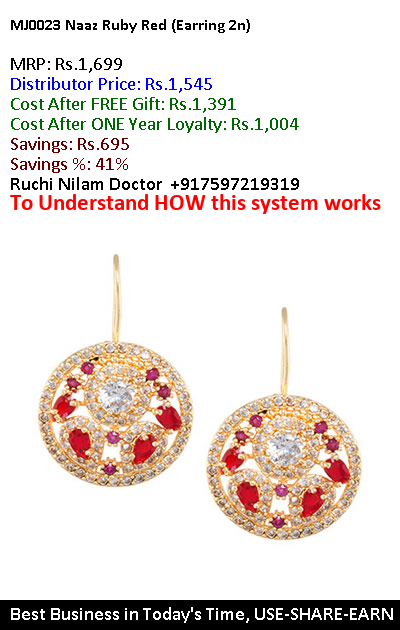 MJ0023 Naaz Ruby Red (Earring 2n)
MRP: Rs.1,699
Distributor Price: Rs.1,545
Cost After FREE Gift: Rs.1,391
Cost After ONE Year Loyalty: Rs.1,004
Savings: Rs.695
Savings %: 41%
Ruchi Nilam Doctor +917597219319
To Understand HOW this system works
Best Business in Today's Time, USE-SHARE-EARN